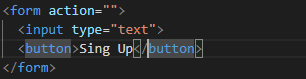 <form action="">
<input type="text">
<button>Sing Up</button>
</form>